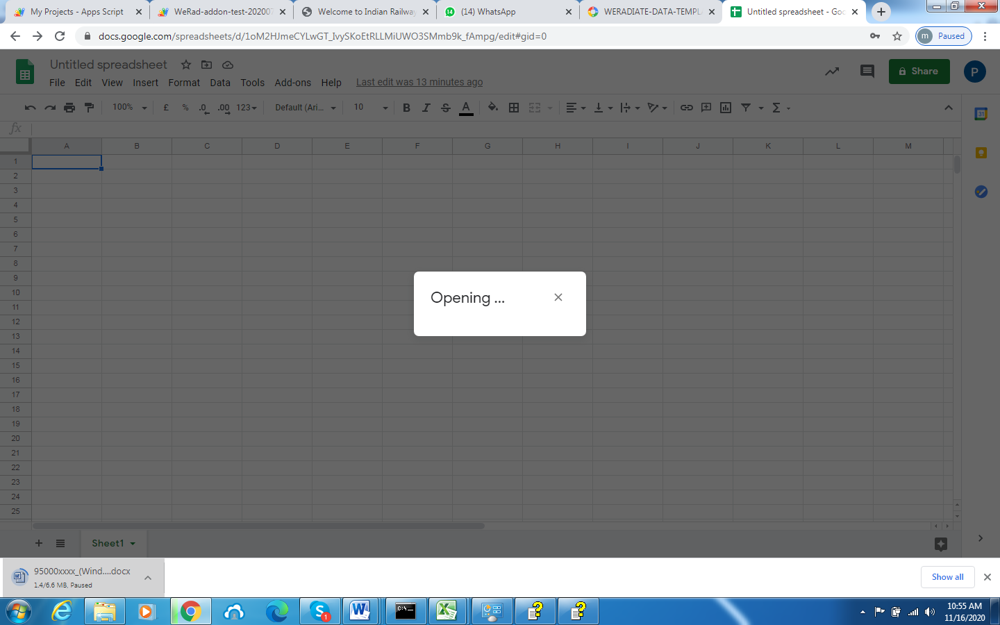 My Projects - Apps Script
WeRad-addon-test-202007
Welcome to Indian Railway
(14) WhatsApp
WERADIATE-DATA-TEMPL
Untitled spreadsheet - Goo
docs.google.com/spreadsheets/d/1oM2HJmeCYLwGT_IvySKoEtRLLMiUWO3SMmb9k_fAmpg/edit#gid=0
m Paused
Untitled spreadsheet
File Edit View Insert Format Data Tools Add-ons Help Last edit was 13 minutes ago
Share
P
100% £ % .0 .00 123 Default (Ari... 10 B I S A Σ
31
fx
A B C D E F G H I J K L M
1
2
3
4
5
6
7
8
9
10
11
12
13
14
15
16
17
18
19
20
21
22
23
24
25
Opening ...
Sheet1
95000xxxx_(Wind....docx
1.4/6.6 MB, Paused
Show all
10:55 AM
11/16/2020